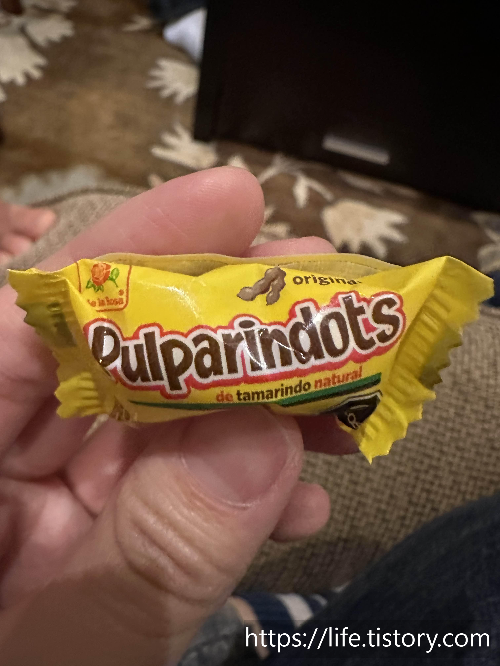 original
de la Rosa
Pulparindots
de tamarindo natural
https://life.tistory.com